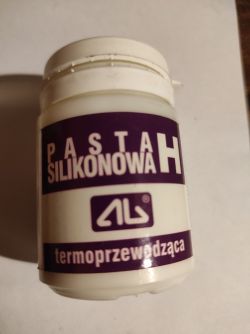 PASTA
SILIKONOWA H
AG
termoprzewodząca